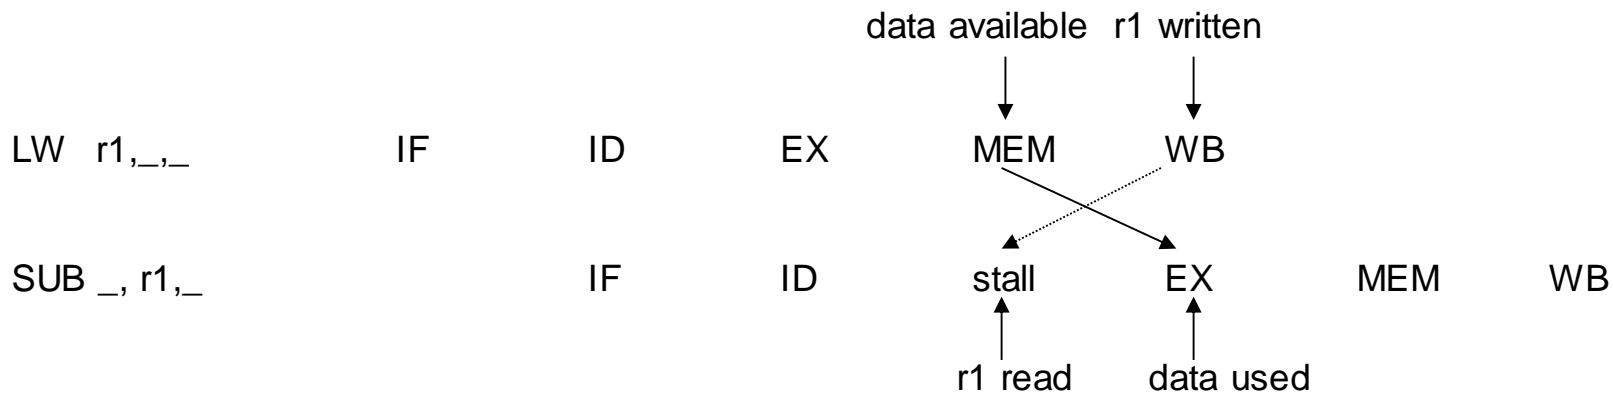 data available r1 written
LW r1,_,_ IF ID EX MEM WB
SUB _, r1,_ IF ID stall EX MEM WB
r1 read data used